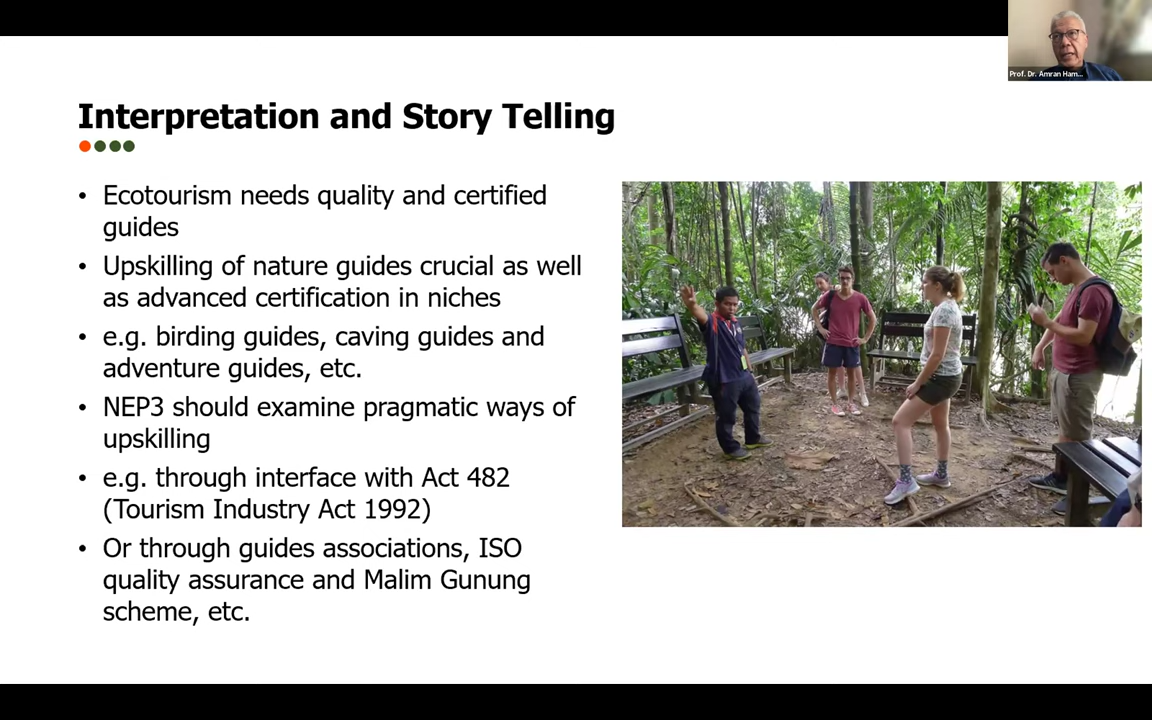 Prof. Dr. Amran Ham...
Interpretation and Story Telling
• Ecotourism needs quality and certified
guides
• Upskilling of nature guides crucial as well
as advanced certification in niches
• e.g. birding guides, caving guides and
adventure guides, etc.
• NEP3 should examine pragmatic ways of
upskilling
• e.g. through interface with Act 482
(Tourism Industry Act 1992)
• Or through guides associations, ISO
quality assurance and Malim Gunung
scheme, etc.